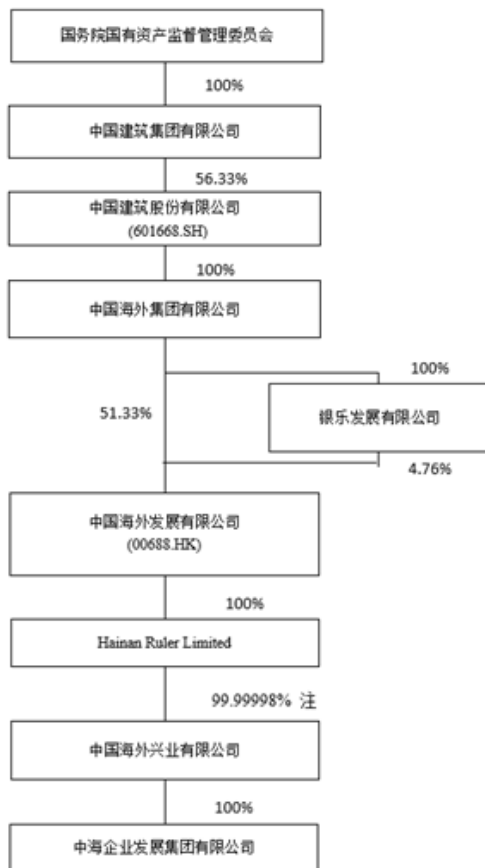 国务院国有资产监督管理委员会
100%
中国建筑集团有限公司
56.33%
中国建筑股份有限公司
(601668.SH)
100%
中国海外集团有限公司
100%
51.33%
银乐发展有限公司
4.76%
中国海外发展有限公司
(00688.HK)
100%
Hainan Ruler Limited
99.99998% 注
中国海外兴业有限公司
100%
中海企业发展集团有限公司